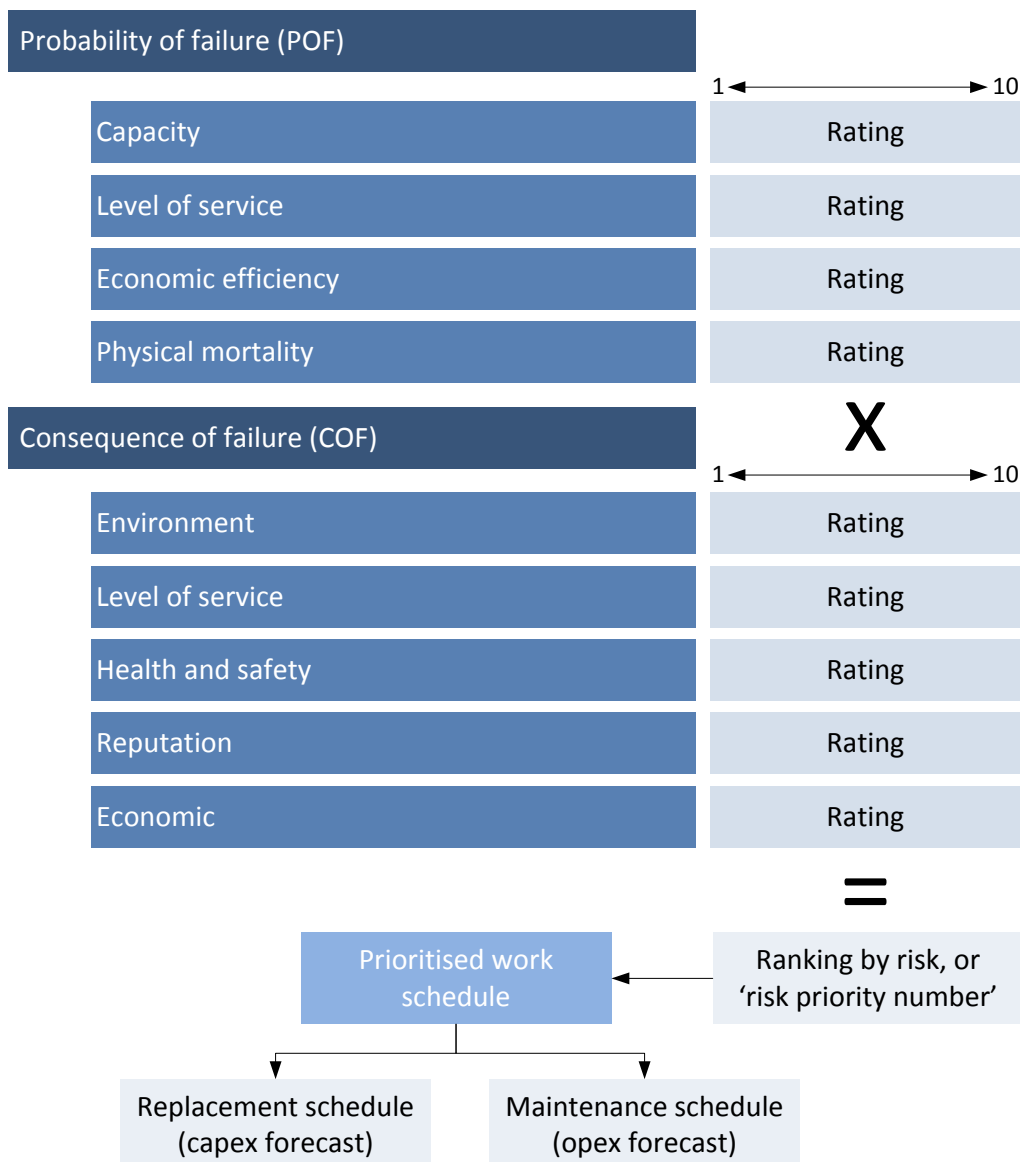 Probability of failure (POF)
1 10
Capacity Rating
Level of service Rating
Economic efficiency Rating
Physical mortality Rating
X
Consequence of failure (COF)
1 10
Environment Rating
Level of service Rating
Health and safety Rating
Reputation Rating
Economic Rating
=
Prioritised work
schedule
Ranking by risk, or
‘risk priority number’
Replacement schedule
(capex forecast)
Maintenance schedule
(opex forecast)